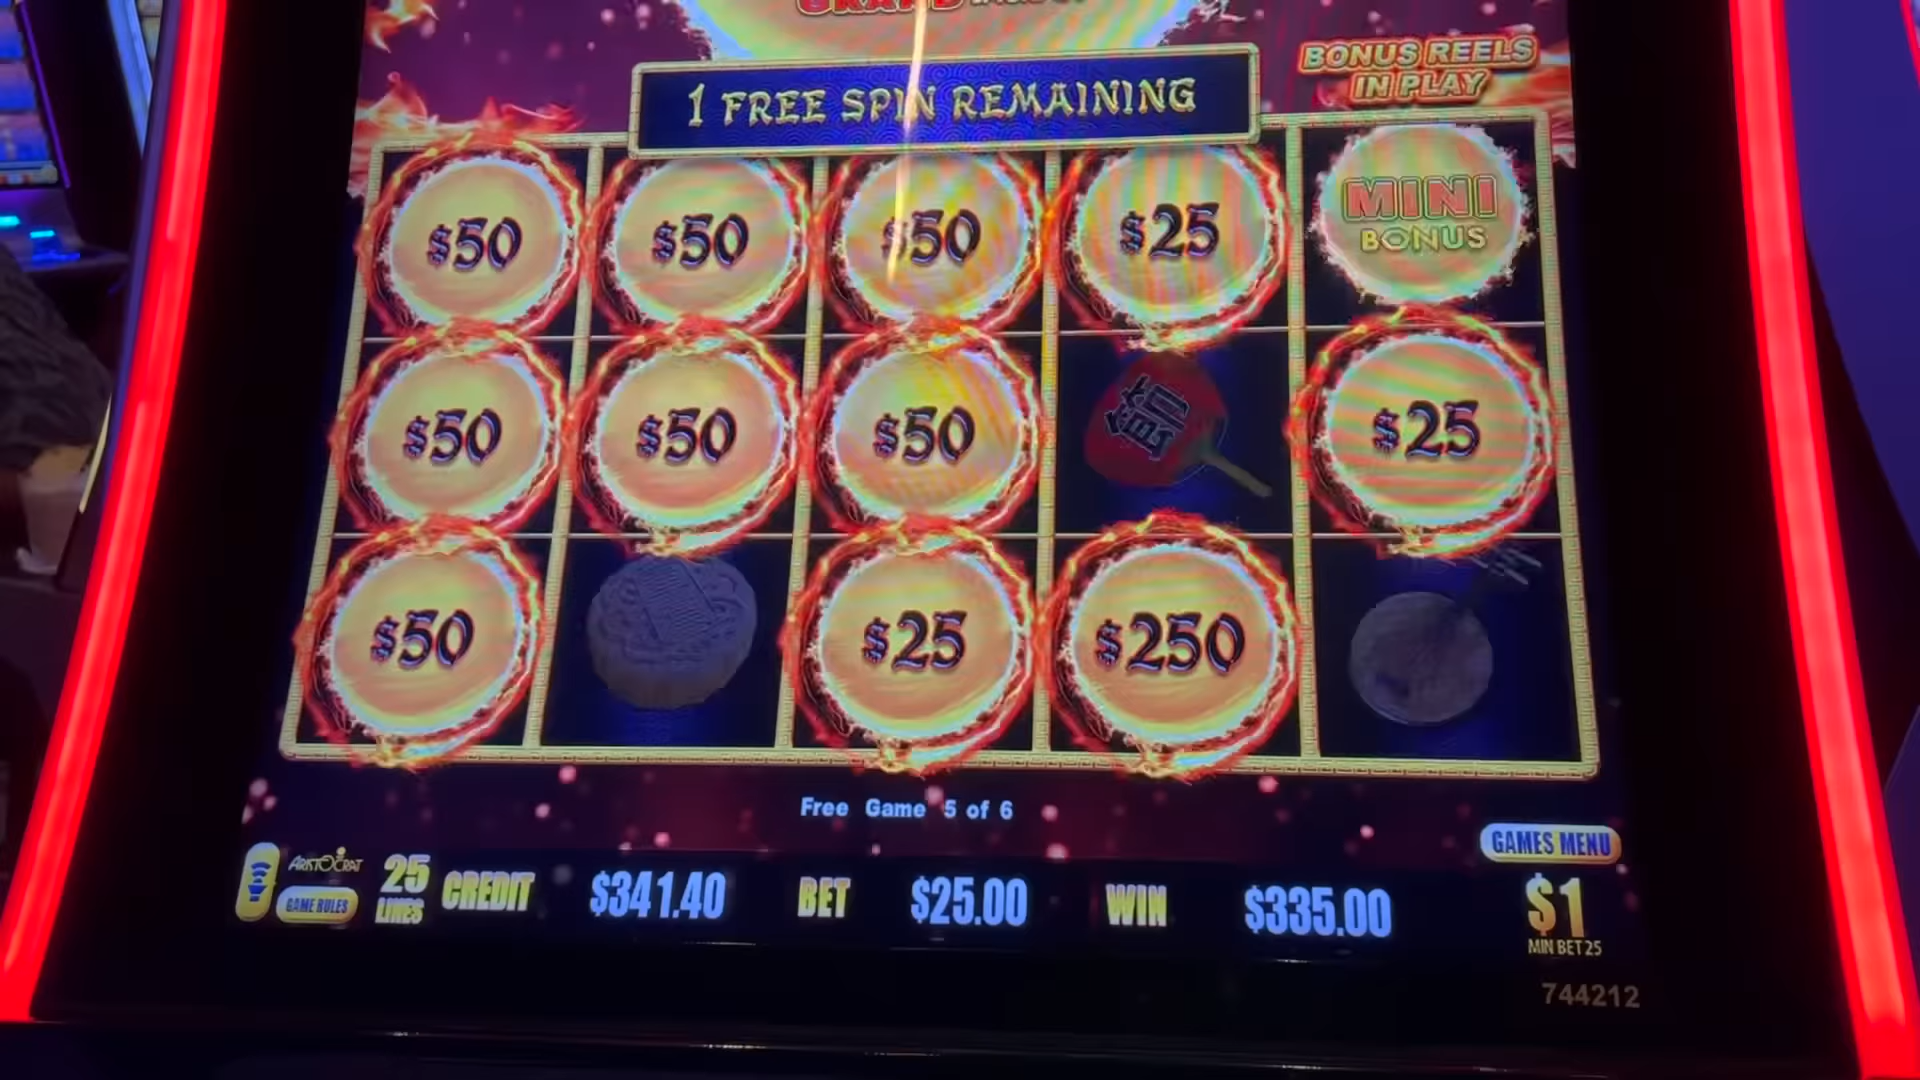 GRAND
BONUS REELS
IN PLAY
1 FREE SPIN REMAINING
$50
$50
$50
$25
MINI
BONUS
$50
$50
$50
$25
$50
$25
$250
Free Game 5 of 6
GAMES MENU
ARISTOCRAT
GAME RULES
25
LINES
CREDIT
$341.40
BET
$25.00
WIN
$335.00
$1
MIN BET 25
744212